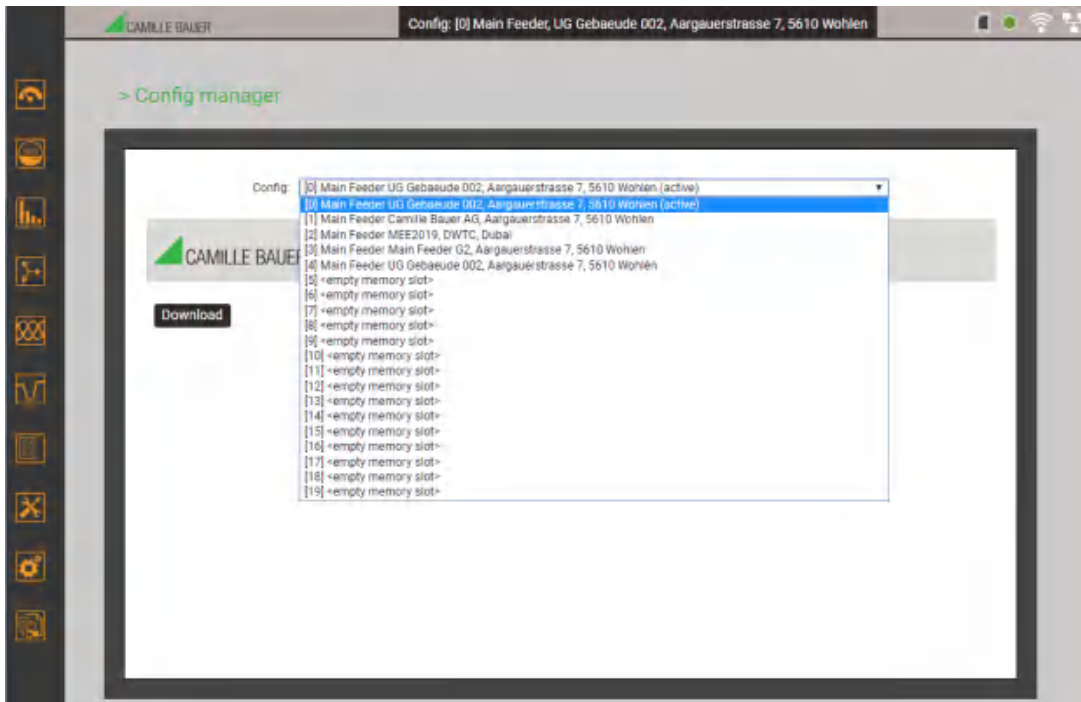 CAMILLE BAUER
Config: [0] Main Feeder, UG Gebaeude 002, Aargauerstrasse 7, 5610 Wohlen
> Config manager
Config: [0] Main Feeder UG Gebaeude 002, Aargauerstrasse 7, 5610 Wohlen (active)
[0] Main Feeder UG Gebaeude 002, Aargauerstrasse 7, 5610 Wohlen (active)
[1] Main Feeder Camille Bauer AG, Aargauerstrasse 7, 5610 Wohlen
[2] Main Feeder MEE2019, DWTC, Dubai
[3] Main Feeder Main Feeder G2, Aargauerstrasse 7, 5610 Wohlen
[4] Main Feeder UG Gebaeude 002, Aargauerstrasse 7, 5610 Wohlen
CAMILLE BAUER
[5] <empty memory slot>
[6] <empty memory slot>
[7] <empty memory slot>
Download
[8] <empty memory slot>
[9] <empty memory slot>
[10] <empty memory slot>
[11] <empty memory slot>
[12] <empty memory slot>
[13] <empty memory slot>
[14] <empty memory slot>
[15] <empty memory slot>
[16] <empty memory slot>
[17] <empty memory slot>
[18] <empty memory slot>
[19] <empty memory slot>